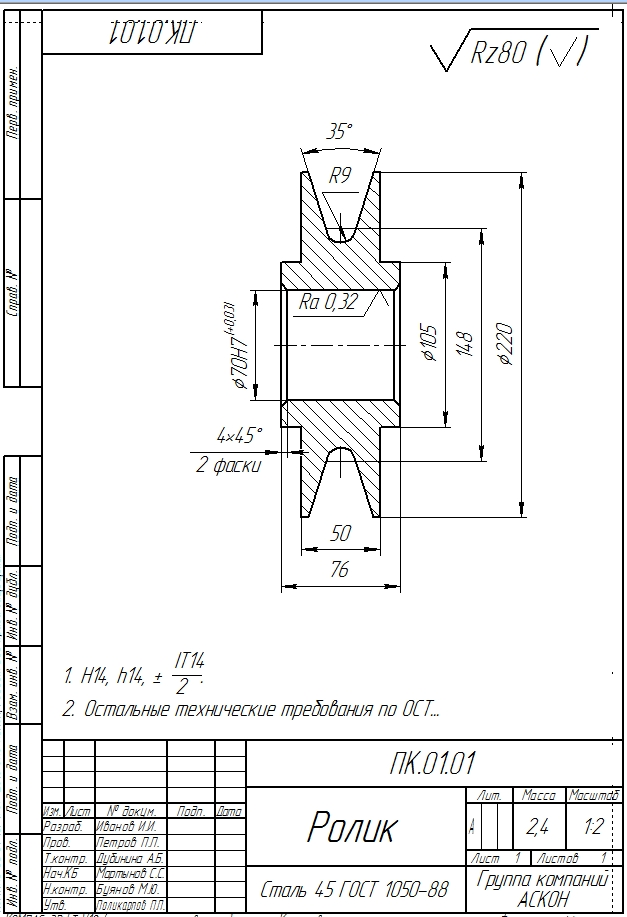 ПК.01.01
Rz80 (√)
Перв. примен.
Справ. №
35°
R9
Ra 0,32
⌀70H7(+0,03)
⌀105
148
⌀220
4×45°
2 фаски
50
76
1. H14, h14, ± IT14/2.
2. Остальные технические требования по ОСТ...
Подп. и дата
Инв. № дубл.
Взам. инв. №
Подп. и дата
Инв. № подл.
ПК.01.01
Изм. Лист № докум. Подп. Дата
Разраб. Иванов И.И.
Пров. Петров П.П.
Т.контр. Дубинина А.Б.
Нач.КБ Мартынов С.С.
Н.контр. Буянов М.Ю.
Утв. Поликарпов П.Л.
Ролик
Лит. Масса Масштаб
А 2,4 1:2
Лист 1 Листов 1
Сталь 45 ГОСТ 1050-88
Группа компаний
АСКОН